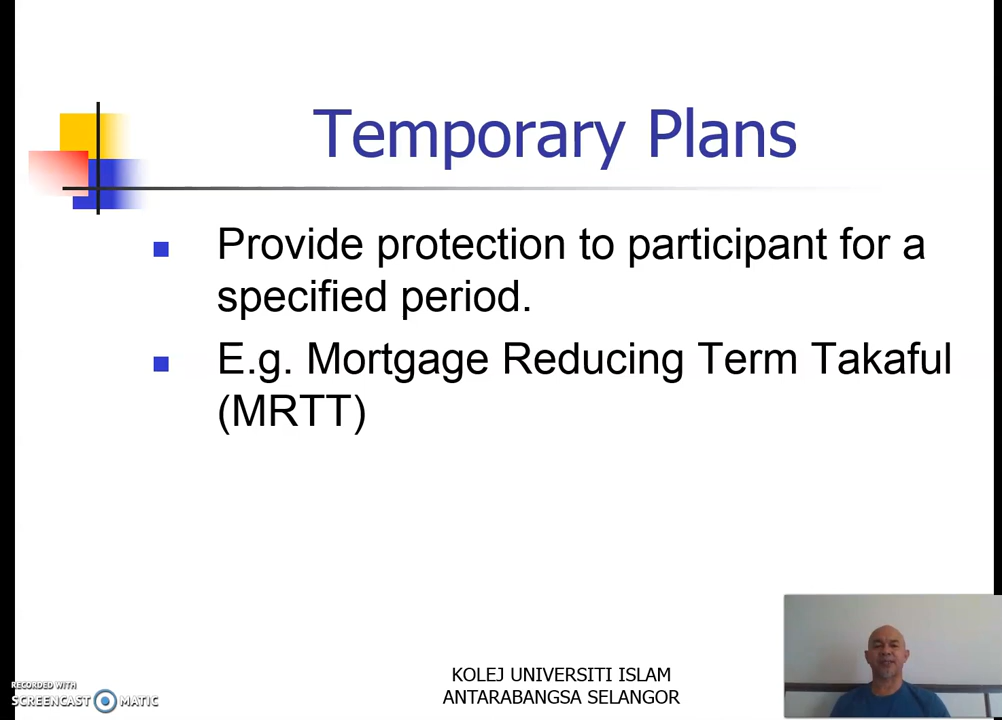 Temporary Plans
Provide protection to participant for a
specified period.
E.g. Mortgage Reducing Term Takaful
(MRTT)
KOLEJ UNIVERSITI ISLAM
ANTARABANGSA SELANGOR
RECORDED WITH
SCREENCAST MATIC